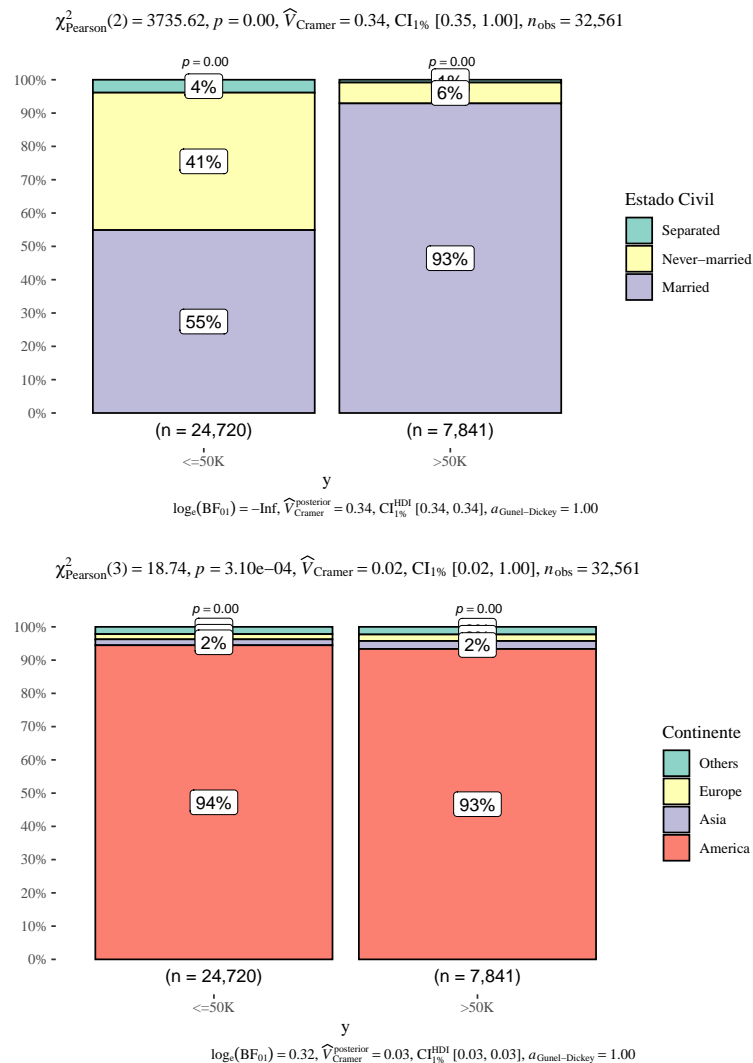 χ²Pearson(2) = 3735.62, p = 0.00, V̂Cramer = 0.34, CI1% [0.35, 1.00], nobs = 32,561
p = 0.00 p = 0.00
100%
90%
80%
70%
60%
50%
40%
30%
20%
10%
0%
4%
41%
55%
1%
6%
93%
(n = 24,720) (n = 7,841)
<=50K >50K
y
Estado Civil
Separated
Never−married
Married
loge(BF01) = −Inf, V̂posteriorCramer = 0.34, CIHDI1% [0.34, 0.34], aGunel−Dickey = 1.00
χ²Pearson(3) = 18.74, p = 3.10e−04, V̂Cramer = 0.02, CI1% [0.02, 1.00], nobs = 32,561
p = 0.00 p = 0.00
100%
90%
80%
70%
60%
50%
40%
30%
20%
10%
0%
2%
94%
2%
93%
(n = 24,720) (n = 7,841)
<=50K >50K
y
Continente
Others
Europe
Asia
America
loge(BF01) = 0.32, V̂posteriorCramer = 0.03, CIHDI1% [0.03, 0.03], aGunel−Dickey = 1.00